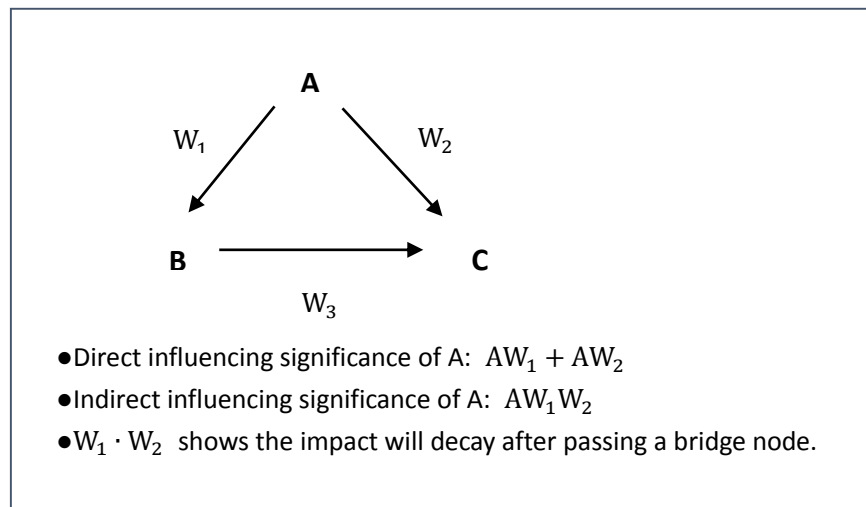 A
W₁
W₂
B
C
W₃
●Direct influencing significance of A: AW₁ + AW₂
●Indirect influencing significance of A: AW₁W₂
●W₁ · W₂ shows the impact will decay after passing a bridge node.